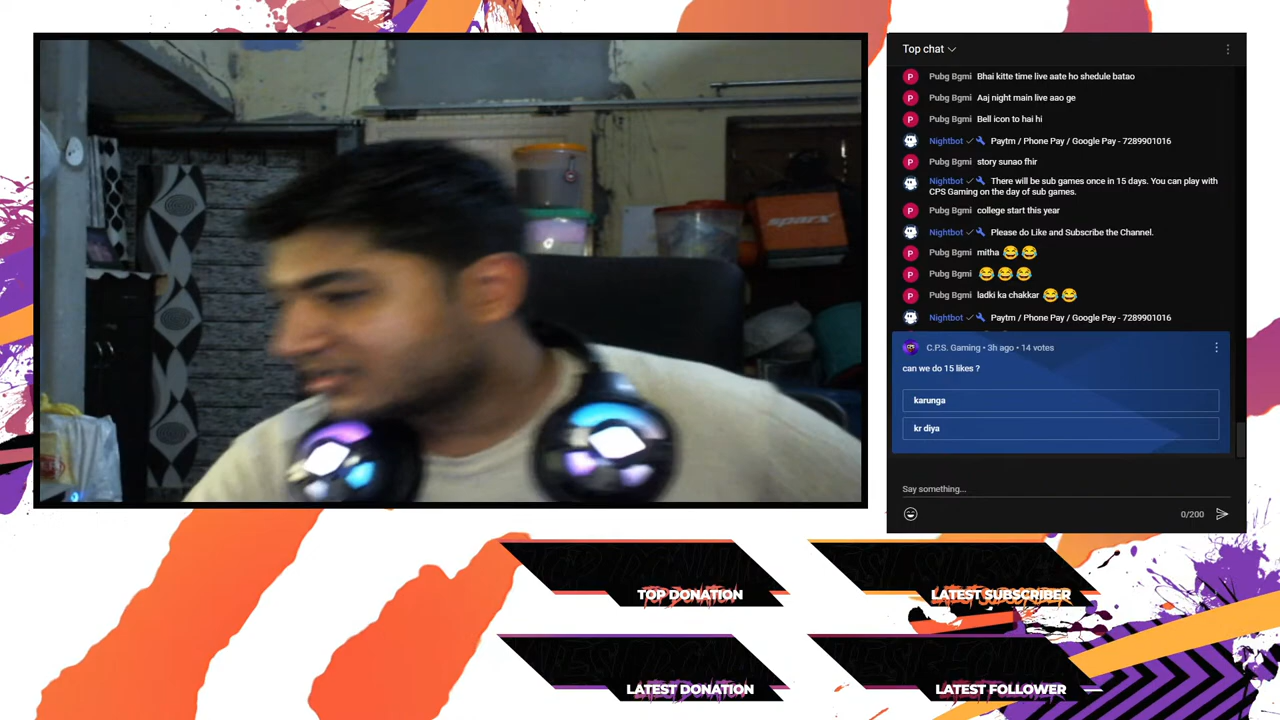 Top chat
Pubg Bgmi Bhai kitte time live aate ho shedule batao
Pubg Bgmi Aaj night main live aao ge
Pubg Bgmi Bell icon to hai hi
Nightbot Paytm / Phone Pay / Google Pay - 7289901016
Pubg Bgmi story sunao fhir
Nightbot There will be sub games once in 15 days. You can play with
CPS Gaming on the day of sub games.
Pubg Bgmi college start this year
Nightbot Please do Like and Subscribe the Channel.
Pubg Bgmi mitha 😂 😂
Pubg Bgmi 😂 😂 😂
Pubg Bgmi ladki ka chakkar 😂 😂
Nightbot Paytm / Phone Pay / Google Pay - 7289901016
C.P.S. Gaming • 3h ago • 14 votes
can we do 15 likes ?
karunga
kr diya
Say something...
0/200
sparx
TOP DONATION
LATEST SUBSCRIBER
LATEST DONATION
LATEST FOLLOWER